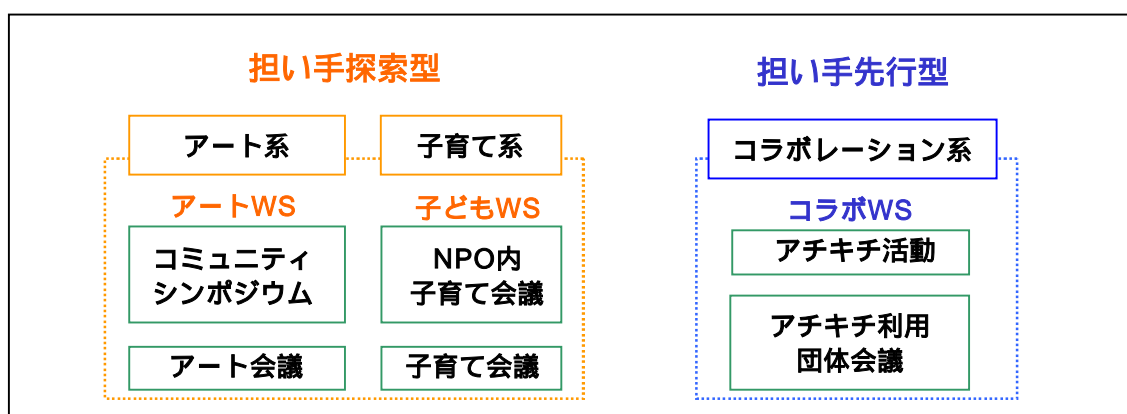 担い手探索型
担い手先行型
アート系
子育て系
コラボレーション系
アートWS
子どもWS
コラボWS
コミュニティ
シンポジウム
NPO内
子育て会議
アチキチ活動
アート会議
子育て会議
アチキチ利用
団体会議